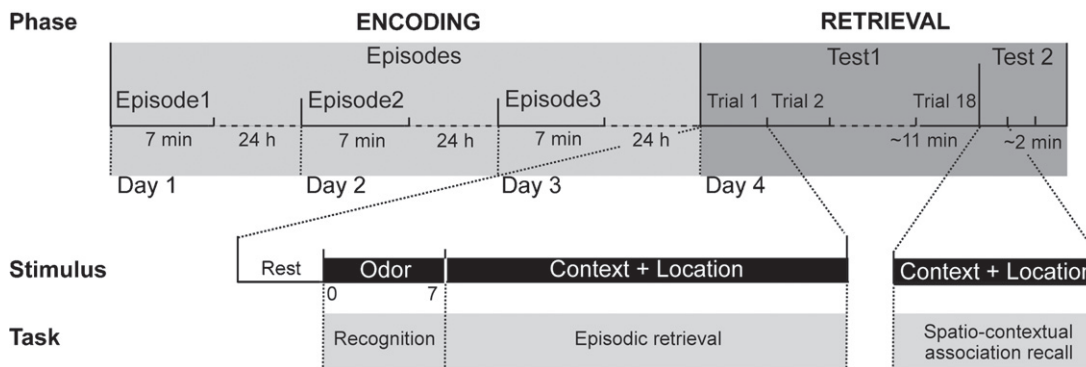 Phase ENCODING RETRIEVAL
Episodes Test1 Test 2
Episode1 Episode2 Episode3 Trial 1 Trial 2 Trial 18
7 min 24 h 7 min 24 h 7 min 24 h ~11 min ~2 min
Day 1 Day 2 Day 3 Day 4
Stimulus Rest Odor Context + Location Context + Location
0 7
Task Recognition Episodic retrieval Spatio-contextual
association recall